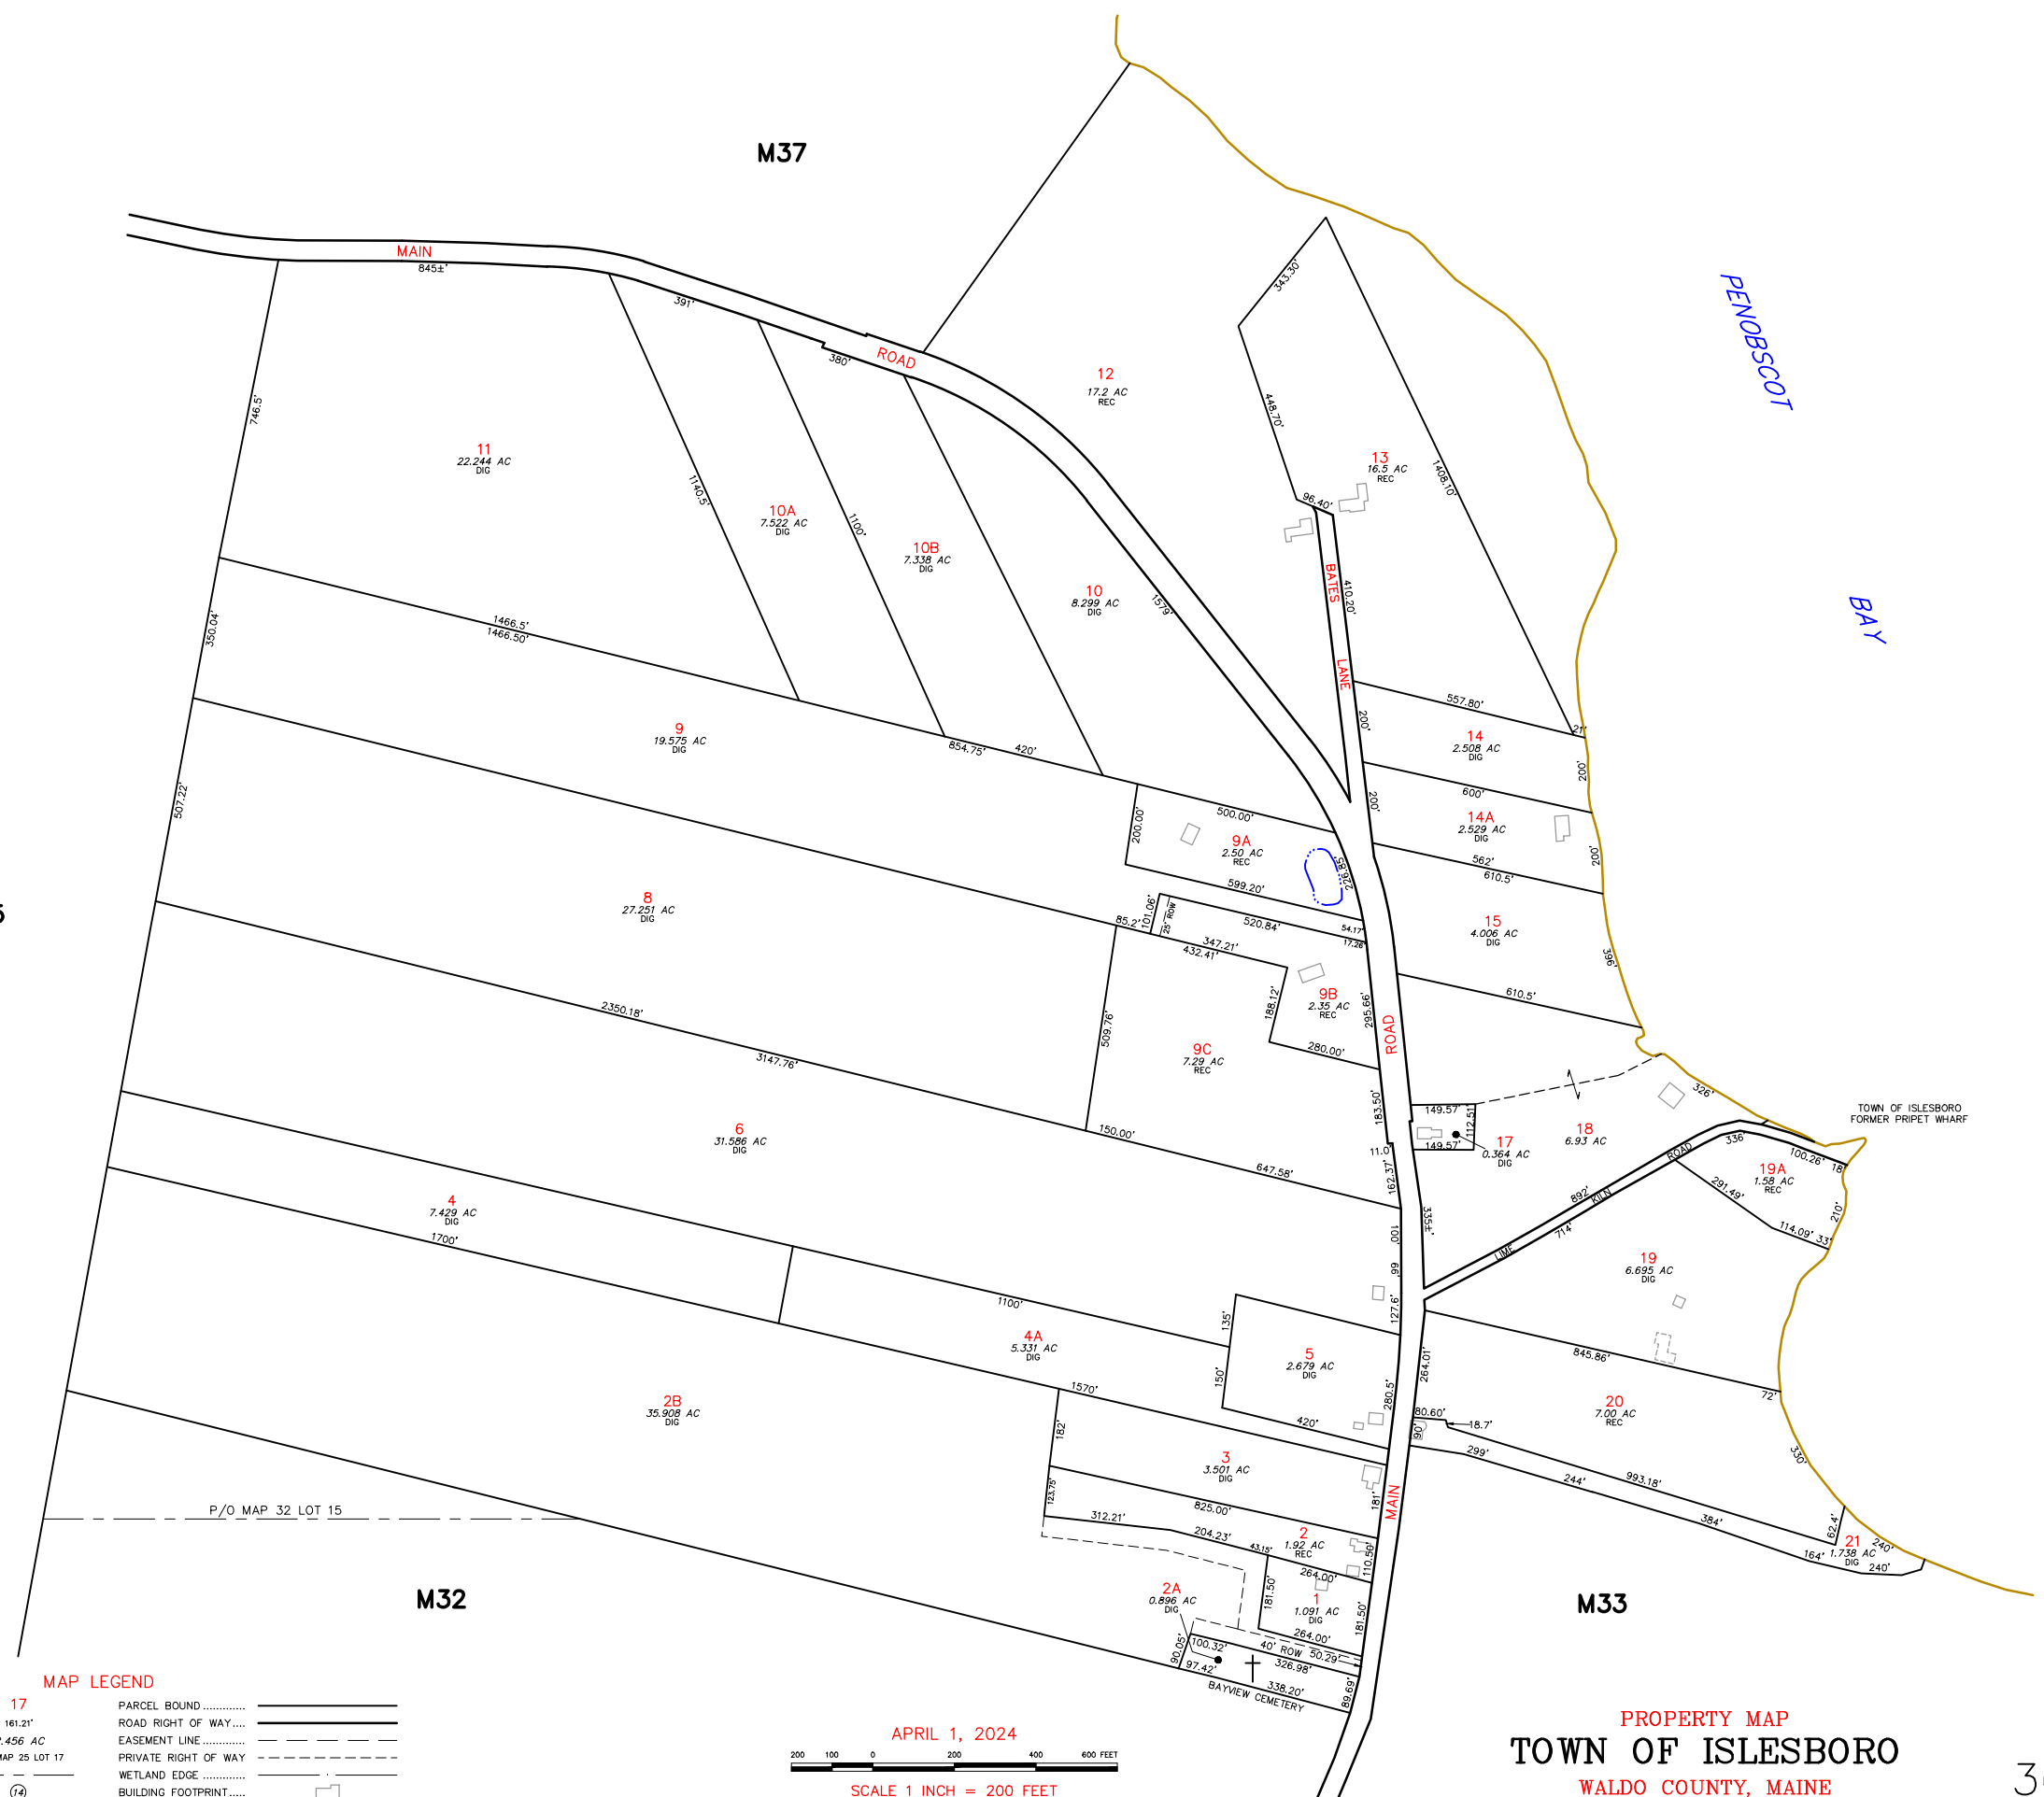 M37
PENOBSCOT
BAY
MAIN
845±'
391'
380'
ROAD
746.5'
11
22.244 AC
DIG
1140.5'
10A
7.522 AC
DIG
1100'
10B
7.338 AC
DIG
10
8.299 AC
DIG
1579'
12
17.2 AC
REC
343.30'
448.70'
96.40'
13
16.5 AC
REC
1408.10'
BATES
LANE
410.20'
200'
557.80'
21'
14
2.508 AC
DIG
200'
600'
200'
14A
2.529 AC
DIG
200'
562'
610.5'
15
4.006 AC
DIG
396'
610.5'
350.04'
1466.5'
1466.50'
854.75'
420'
9
19.575 AC
DIG
200.00'
500.00'
9A
2.50 AC
REC
226.85'
599.20'
101.06'
25' ROW
520.84'
54.17'
17.26'
85.2'
347.21'
432.41'
9B
2.35 AC
REC
295.66'
188.12'
280.00'
ROAD
507.22'
8
27.251 AC
DIG
509.76'
9C
7.29 AC
REC
183.50'
2350.18'
3147.76'
150.00'
647.58'
11.0'
162.37'
149.57'
112.51'
149.57'
17
0.364 AC
DIG
18
6.93 AC
326'
TOWN OF ISLESBORO
FORMER PRIPET WHARF
336'
100.26'
18'
19A
1.58 AC
REC
291.49'
114.09'
33'
210'
892'
714'
LIME
KILN
ROAD
335±'
6
31.586 AC
DIG
100'
66'
127.6'
4
7.429 AC
DIG
1700'
1100'
4A
5.331 AC
DIG
1570'
135'
150'
5
2.679 AC
DIG
280.5'
420'
19
6.695 AC
DIG
845.86'
72'
264.01'
20
7.00 AC
REC
80.60'
18.7'
90'
299'
244'
993.18'
384'
330'
62.4'
164'
21
1.738 AC
DIG
240'
240'
2B
35.908 AC
DIG
182'
3
3.501 AC
DIG
181'
MAIN
123.75'
825.00'
312.21'
204.23'
43.15'
2
1.92 AC
REC
110.50'
264.00'
181.50'
1
1.091 AC
DIG
181.50'
264.00'
2A
0.896 AC
DIG
90.05'
100.32'
97.42'
40' ROW
50.29'
326.98'
338.20'
89.69'
BAYVIEW CEMETERY
P/O MAP 32 LOT 15
M32
M33
MAP LEGEND
17
161.21'
.456 AC
MAP 25 LOT 17
(14)
PARCEL BOUND............
ROAD RIGHT OF WAY....
EASEMENT LINE............
PRIVATE RIGHT OF WAY
WETLAND EDGE ............
BUILDING FOOTPRINT.....
APRIL 1, 2024
200 100 0 200 400 600 FEET
SCALE 1 INCH = 200 FEET
PROPERTY MAP
TOWN OF ISLESBORO
WALDO COUNTY, MAINE